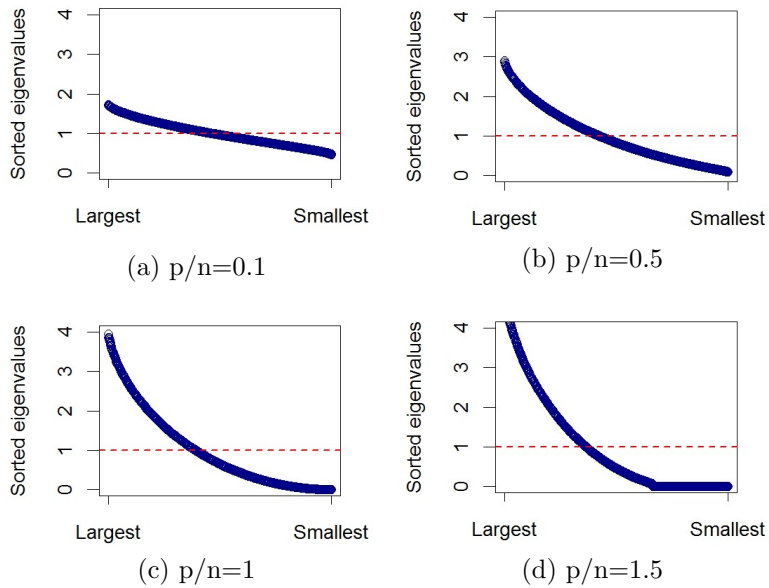 Sorted eigenvalues
4
3
2
1
0
Largest Smallest
(a) p/n=0.1
Sorted eigenvalues
4
3
2
1
0
Largest Smallest
(b) p/n=0.5
Sorted eigenvalues
4
3
2
1
0
Largest Smallest
(c) p/n=1
Sorted eigenvalues
4
3
2
1
0
Largest Smallest
(d) p/n=1.5